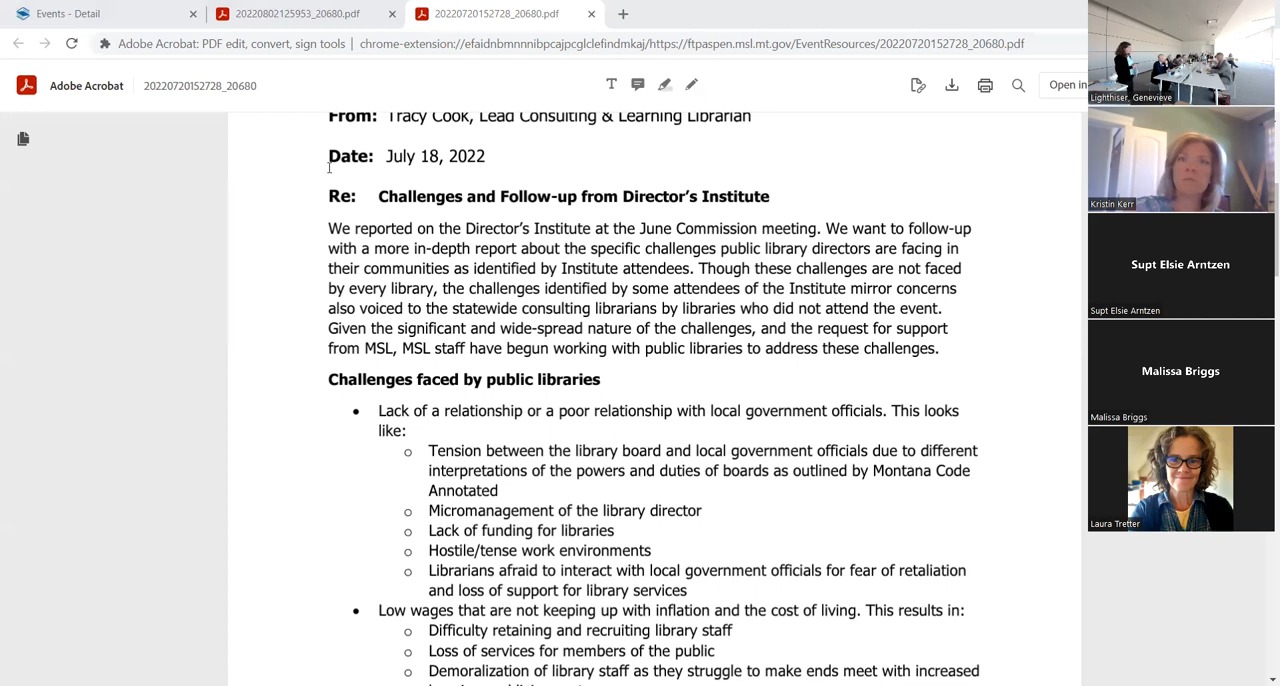 Events - Detail
20220802125953_20680.pdf
20220720152728_20680.pdf
Adobe Acrobat: PDF edit, convert, sign tools
chrome-extension://efaidnbmnnnibpcajpcglclefindmkaj/https://ftpaspen.msl.mt.gov/EventResources/20220720152728_20680.pdf
Adobe Acrobat
20220720152728_20680
Open in
From: Tracy Cook, Lead Consulting & Learning Librarian
Date: July 18, 2022
Re: Challenges and Follow-up from Director's Institute
We reported on the Director's Institute at the June Commission meeting. We want to follow-up
with a more in-depth report about the specific challenges public library directors are facing in
their communities as identified by Institute attendees. Though these challenges are not faced
by every library, the challenges identified by some attendees of the Institute mirror concerns
also voiced to the statewide consulting librarians by libraries who did not attend the event.
Given the significant and wide-spread nature of the challenges, and the request for support
from MSL, MSL staff have begun working with public libraries to address these challenges.
Challenges faced by public libraries
• Lack of a relationship or a poor relationship with local government officials. This looks
like:
o Tension between the library board and local government officials due to different
interpretations of the powers and duties of boards as outlined by Montana Code
Annotated
o Micromanagement of the library director
o Lack of funding for libraries
o Hostile/tense work environments
o Librarians afraid to interact with local government officials for fear of retaliation
and loss of support for library services
• Low wages that are not keeping up with inflation and the cost of living. This results in:
o Difficulty retaining and recruiting library staff
o Loss of services for members of the public
o Demoralization of library staff as they struggle to make ends meet with increased
Lighthiser, Genevieve
Kristin Kerr
Supt Elsie Arntzen
Supt Elsie Arntzen
Malissa Briggs
Malissa Briggs
Laura Tretter